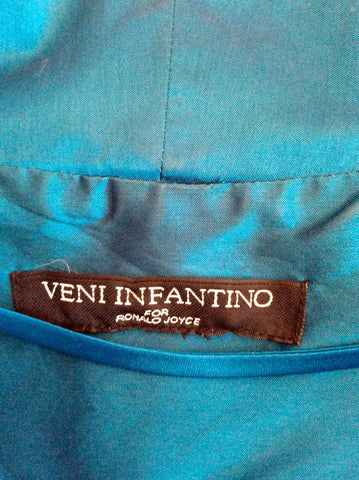 VENI INFANTINO
FOR
RONALD JOYCE